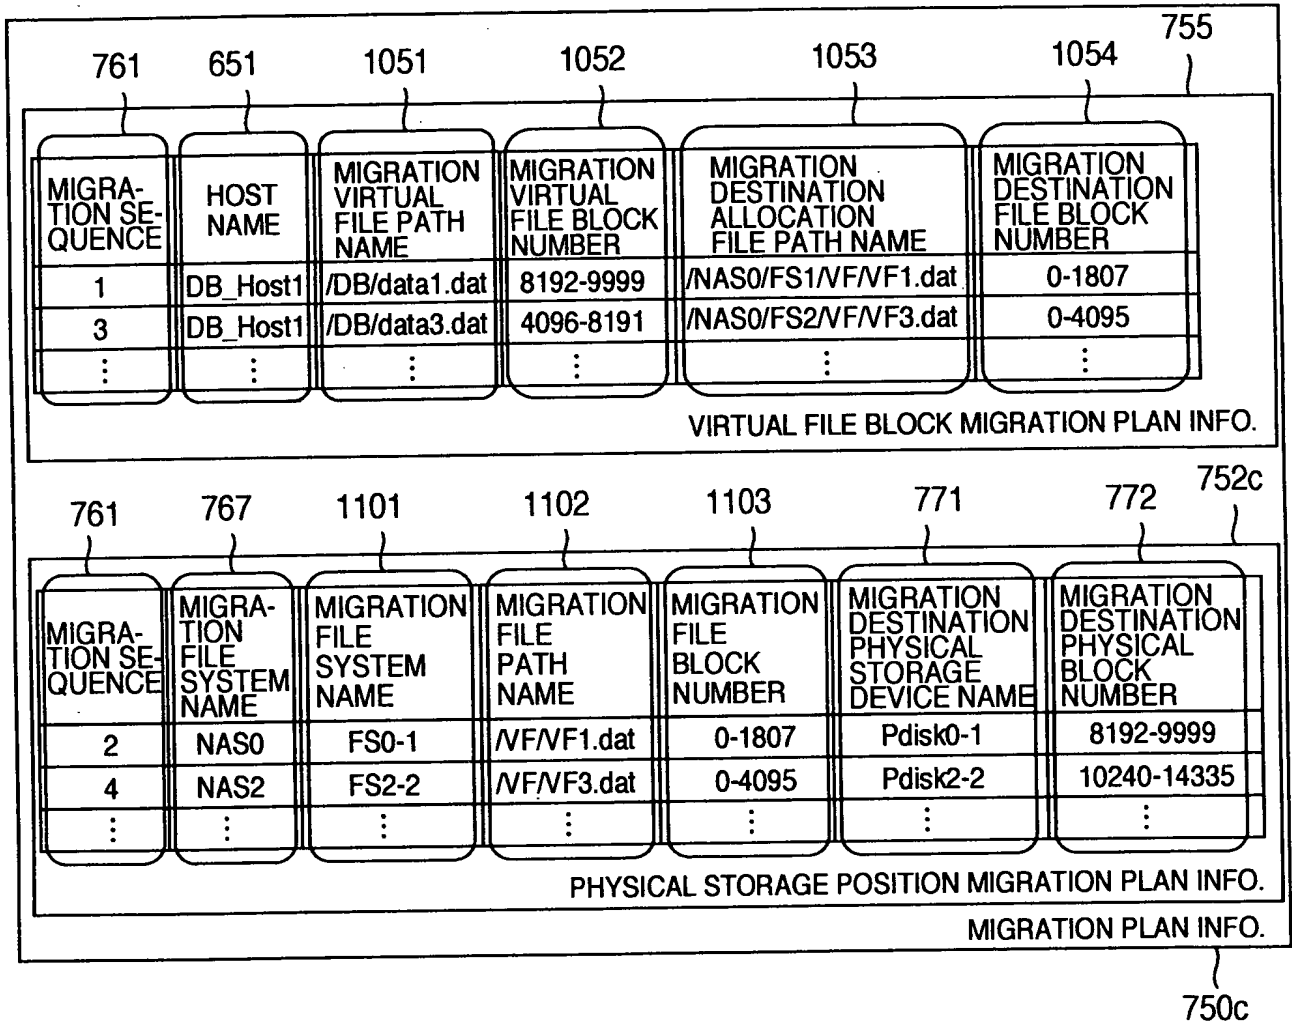 755
761 651 1051 1052 1053 1054
MIGRA-
TION SE-
QUENCE
HOST
NAME
MIGRATION
VIRTUAL
FILE PATH
NAME
MIGRATION
VIRTUAL
FILE BLOCK
NUMBER
MIGRATION
DESTINATION
ALLOCATION
FILE PATH NAME
MIGRATION
DESTINATION
FILE BLOCK
NUMBER
1 DB_Host1 /DB/data1.dat 8192-9999 /NAS0/FS1/VF/VF1.dat 0-1807
3 DB_Host1 /DB/data3.dat 4096-8191 /NAS0/FS2/VF/VF3.dat 0-4095
⋮ ⋮ ⋮ ⋮ ⋮ ⋮
VIRTUAL FILE BLOCK MIGRATION PLAN INFO.
752c
761 767 1101 1102 1103 771 772
MIGRA-
TION SE-
QUENCE
MIGRA-
TION
FILE
SYSTEM
NAME
MIGRATION
FILE
SYSTEM
NAME
MIGRATION
FILE
PATH
NAME
MIGRATION
FILE
BLOCK
NUMBER
MIGRATION
DESTINATION
PHYSICAL
STORAGE
DEVICE NAME
MIGRATION
DESTINATION
PHYSICAL
BLOCK
NUMBER
2 NAS0 FS0-1 /VF/VF1.dat 0-1807 Pdisk0-1 8192-9999
4 NAS2 FS2-2 /VF/VF3.dat 0-4095 Pdisk2-2 10240-14335
⋮ ⋮ ⋮ ⋮ ⋮ ⋮ ⋮
PHYSICAL STORAGE POSITION MIGRATION PLAN INFO.
MIGRATION PLAN INFO.
750c